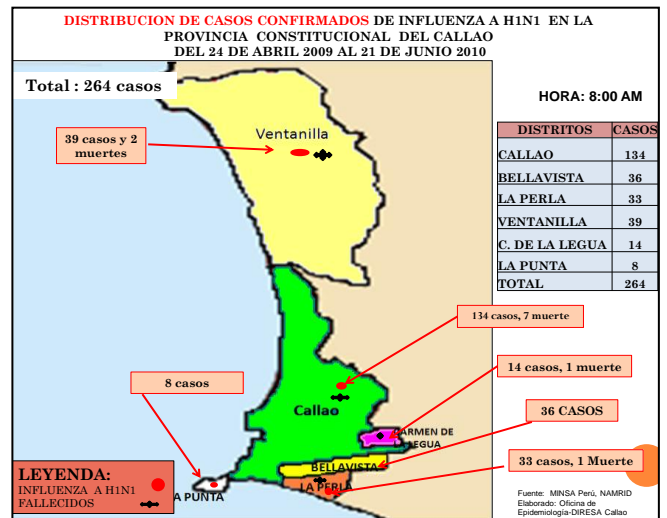 DISTRIBUCION DE CASOS CONFIRMADOS DE INFLUENZA A H1N1 EN LA
PROVINCIA CONSTITUCIONAL DEL CALLAO
DEL 24 DE ABRIL 2009 AL 21 DE JUNIO 2010
Total : 264 casos
HORA: 8:00 AM
DISTRITOS CASOS
CALLAO 134
BELLAVISTA 36
LA PERLA 33
VENTANILLA 39
C. DE LA LEGUA 14
LA PUNTA 8
TOTAL 264
39 casos y 2
muertes
Ventanilla
134 casos, 7 muerte
14 casos, 1 muerte
8 casos
36 CASOS
Callao
CARMEN DE
LEGUA
BELLAVISTA
33 casos, 1 Muerte
LA PERLA
A PUNTA
LEYENDA:
INFLUENZA A H1N1
FALLECIDOS
Fuente: MINSA Perú, NAMRID
Elaborado: Oficina de
Epidemiología-DIRESA Callao